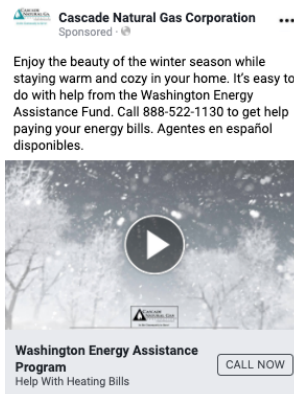 Cascade Natural Gas Corporation
Sponsored ·
Enjoy the beauty of the winter season while
staying warm and cozy in your home. It's easy to
do with help from the Washington Energy
Assistance Fund. Call 888-522-1130 to get help
paying your energy bills. Agentes en español
disponibles.
CASCADE
NATURAL GAS
Washington Energy Assistance
Program
CALL NOW
Help With Heating Bills